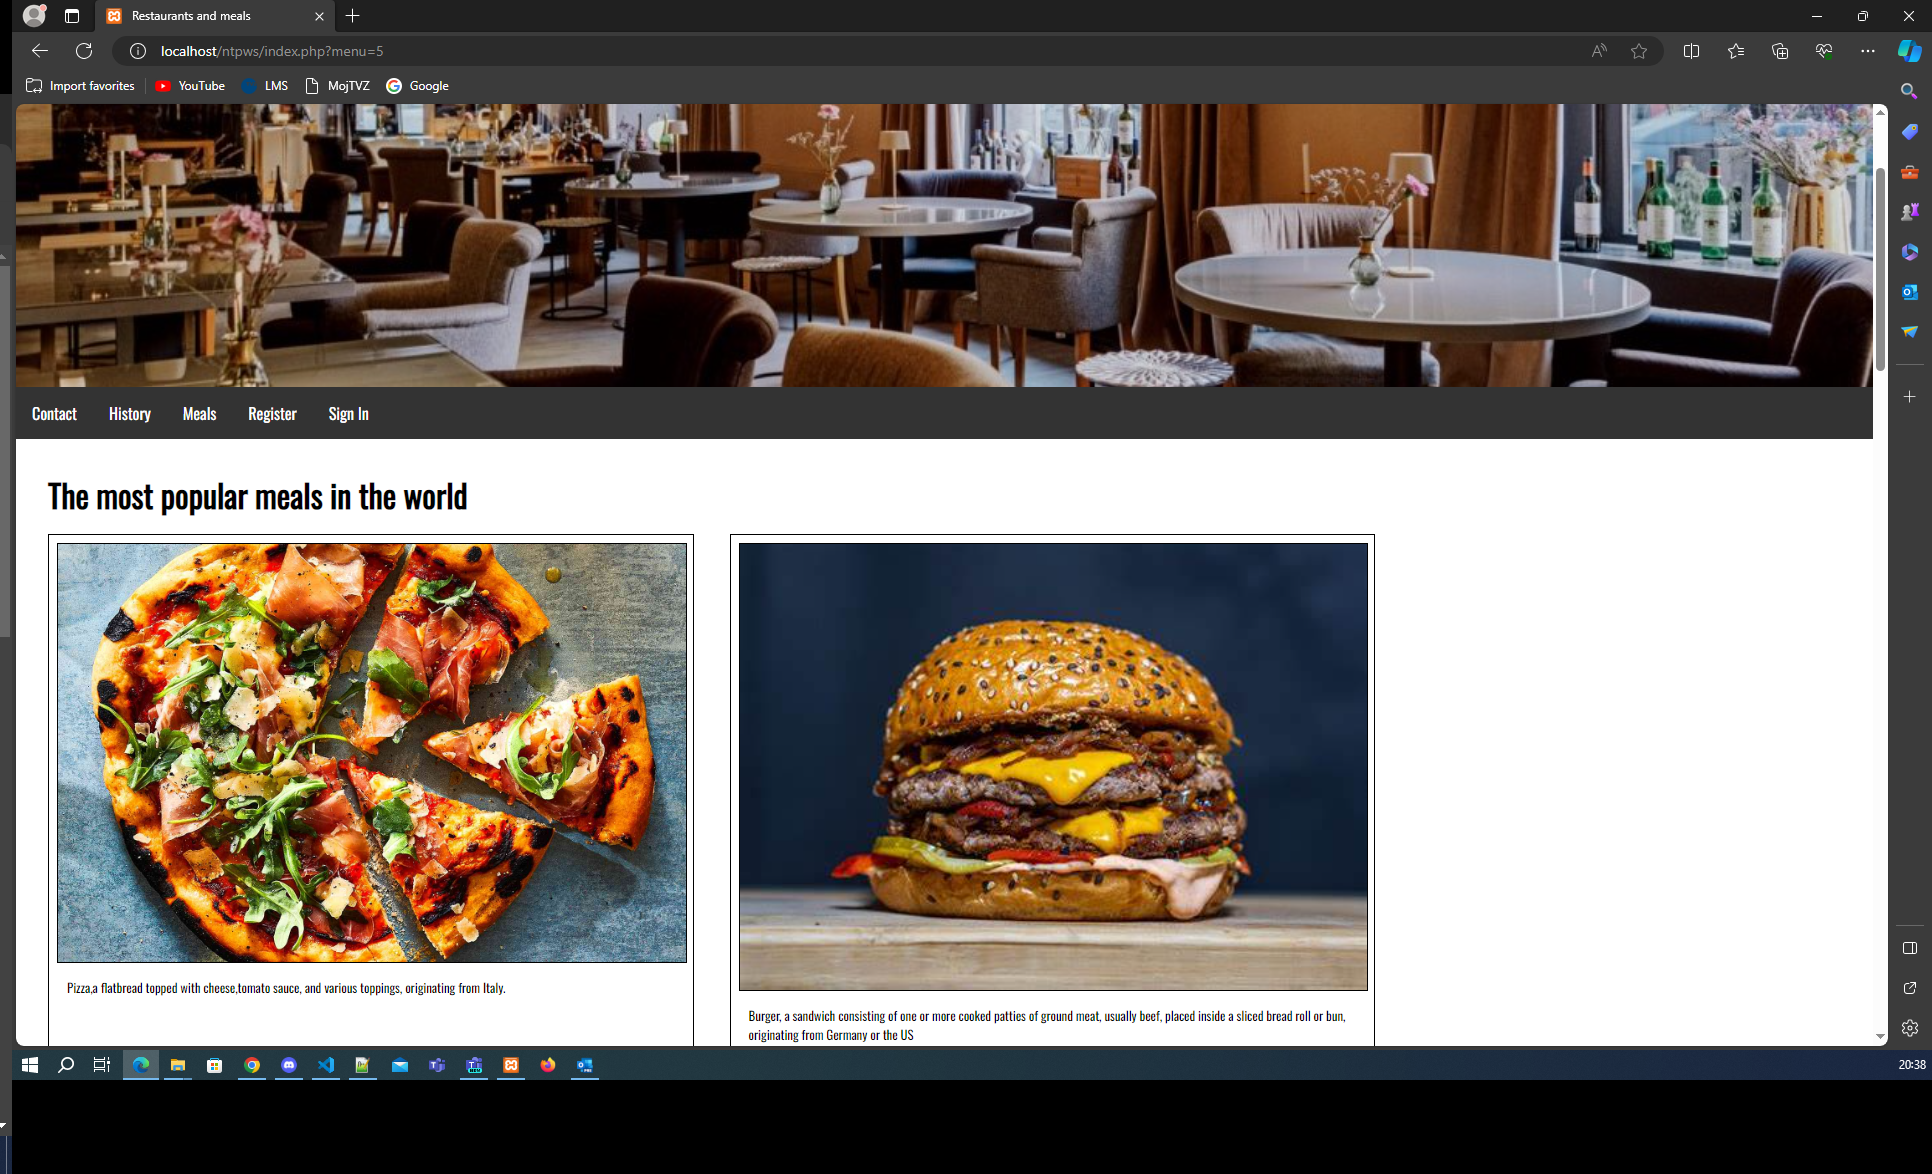 Restaurants and meals
localhost/ntpws/index.php?menu=5
Import favorites
YouTube
LMS
MojTVZ
Google
Contact
History
Meals
Register
Sign In
The most popular meals in the world
Pizza,a flatbread topped with cheese,tomato sauce, and various toppings, originating from Italy.
Burger, a sandwich consisting of one or more cooked patties of ground meat, usually beef, placed inside a sliced bread roll or bun,
originating from Germany or the US
20:38